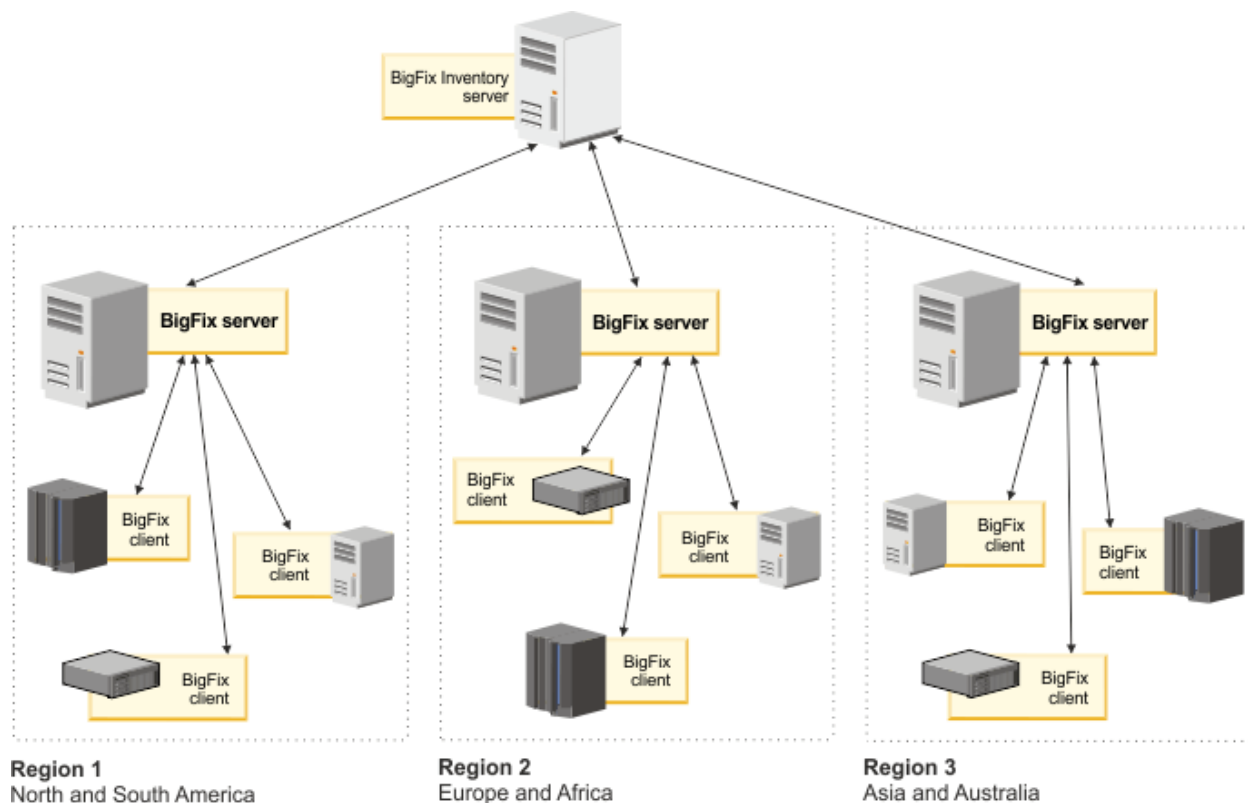 BigFix Inventory
server
BigFix server
BigFix server
BigFix server
BigFix
client
BigFix
client
BigFix
client
BigFix
client
BigFix
client
BigFix
client
BigFix
client
BigFix
client
BigFix
client
Region 1
North and South America
Region 2
Europe and Africa
Region 3
Asia and Australia